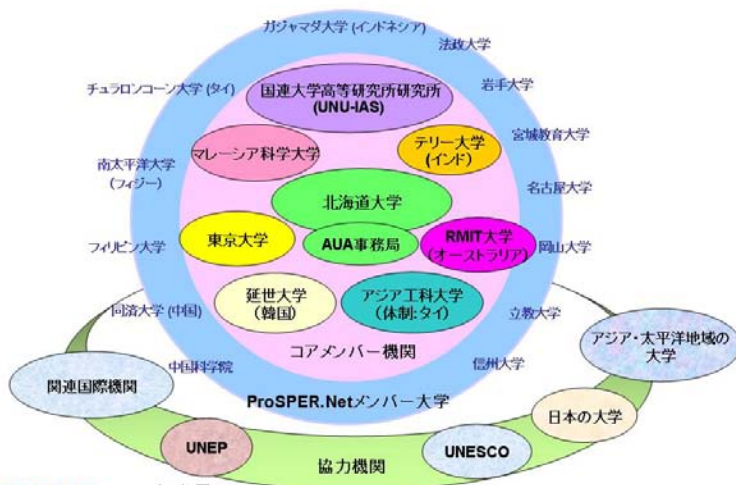 ガジャマダ大学 (インドネシア)
法政大学
チュラロンコーン大学 (タイ)
国連大学高等研究所研究所
(UNU-IAS)
岩手大学
マレーシア科学大学
テリー大学
(インド)
宮城教育大学
南太平洋大学
(フィジー)
北海道大学
名古屋大学
フィリピン大学
東京大学
AUA事務局
RMIT大学
(オーストラリア)
岡山大学
延世大学
(韓国)
アジア工科大学
(体制:タイ)
同済大学 (中国)
立教大学
アジア・太平洋地域の
大学
コアメンバー機関
中国科学院
信州大学
関連国際機関
ProSPER.Netメンバー大学
日本の大学
UNEP
UNESCO
協力機関